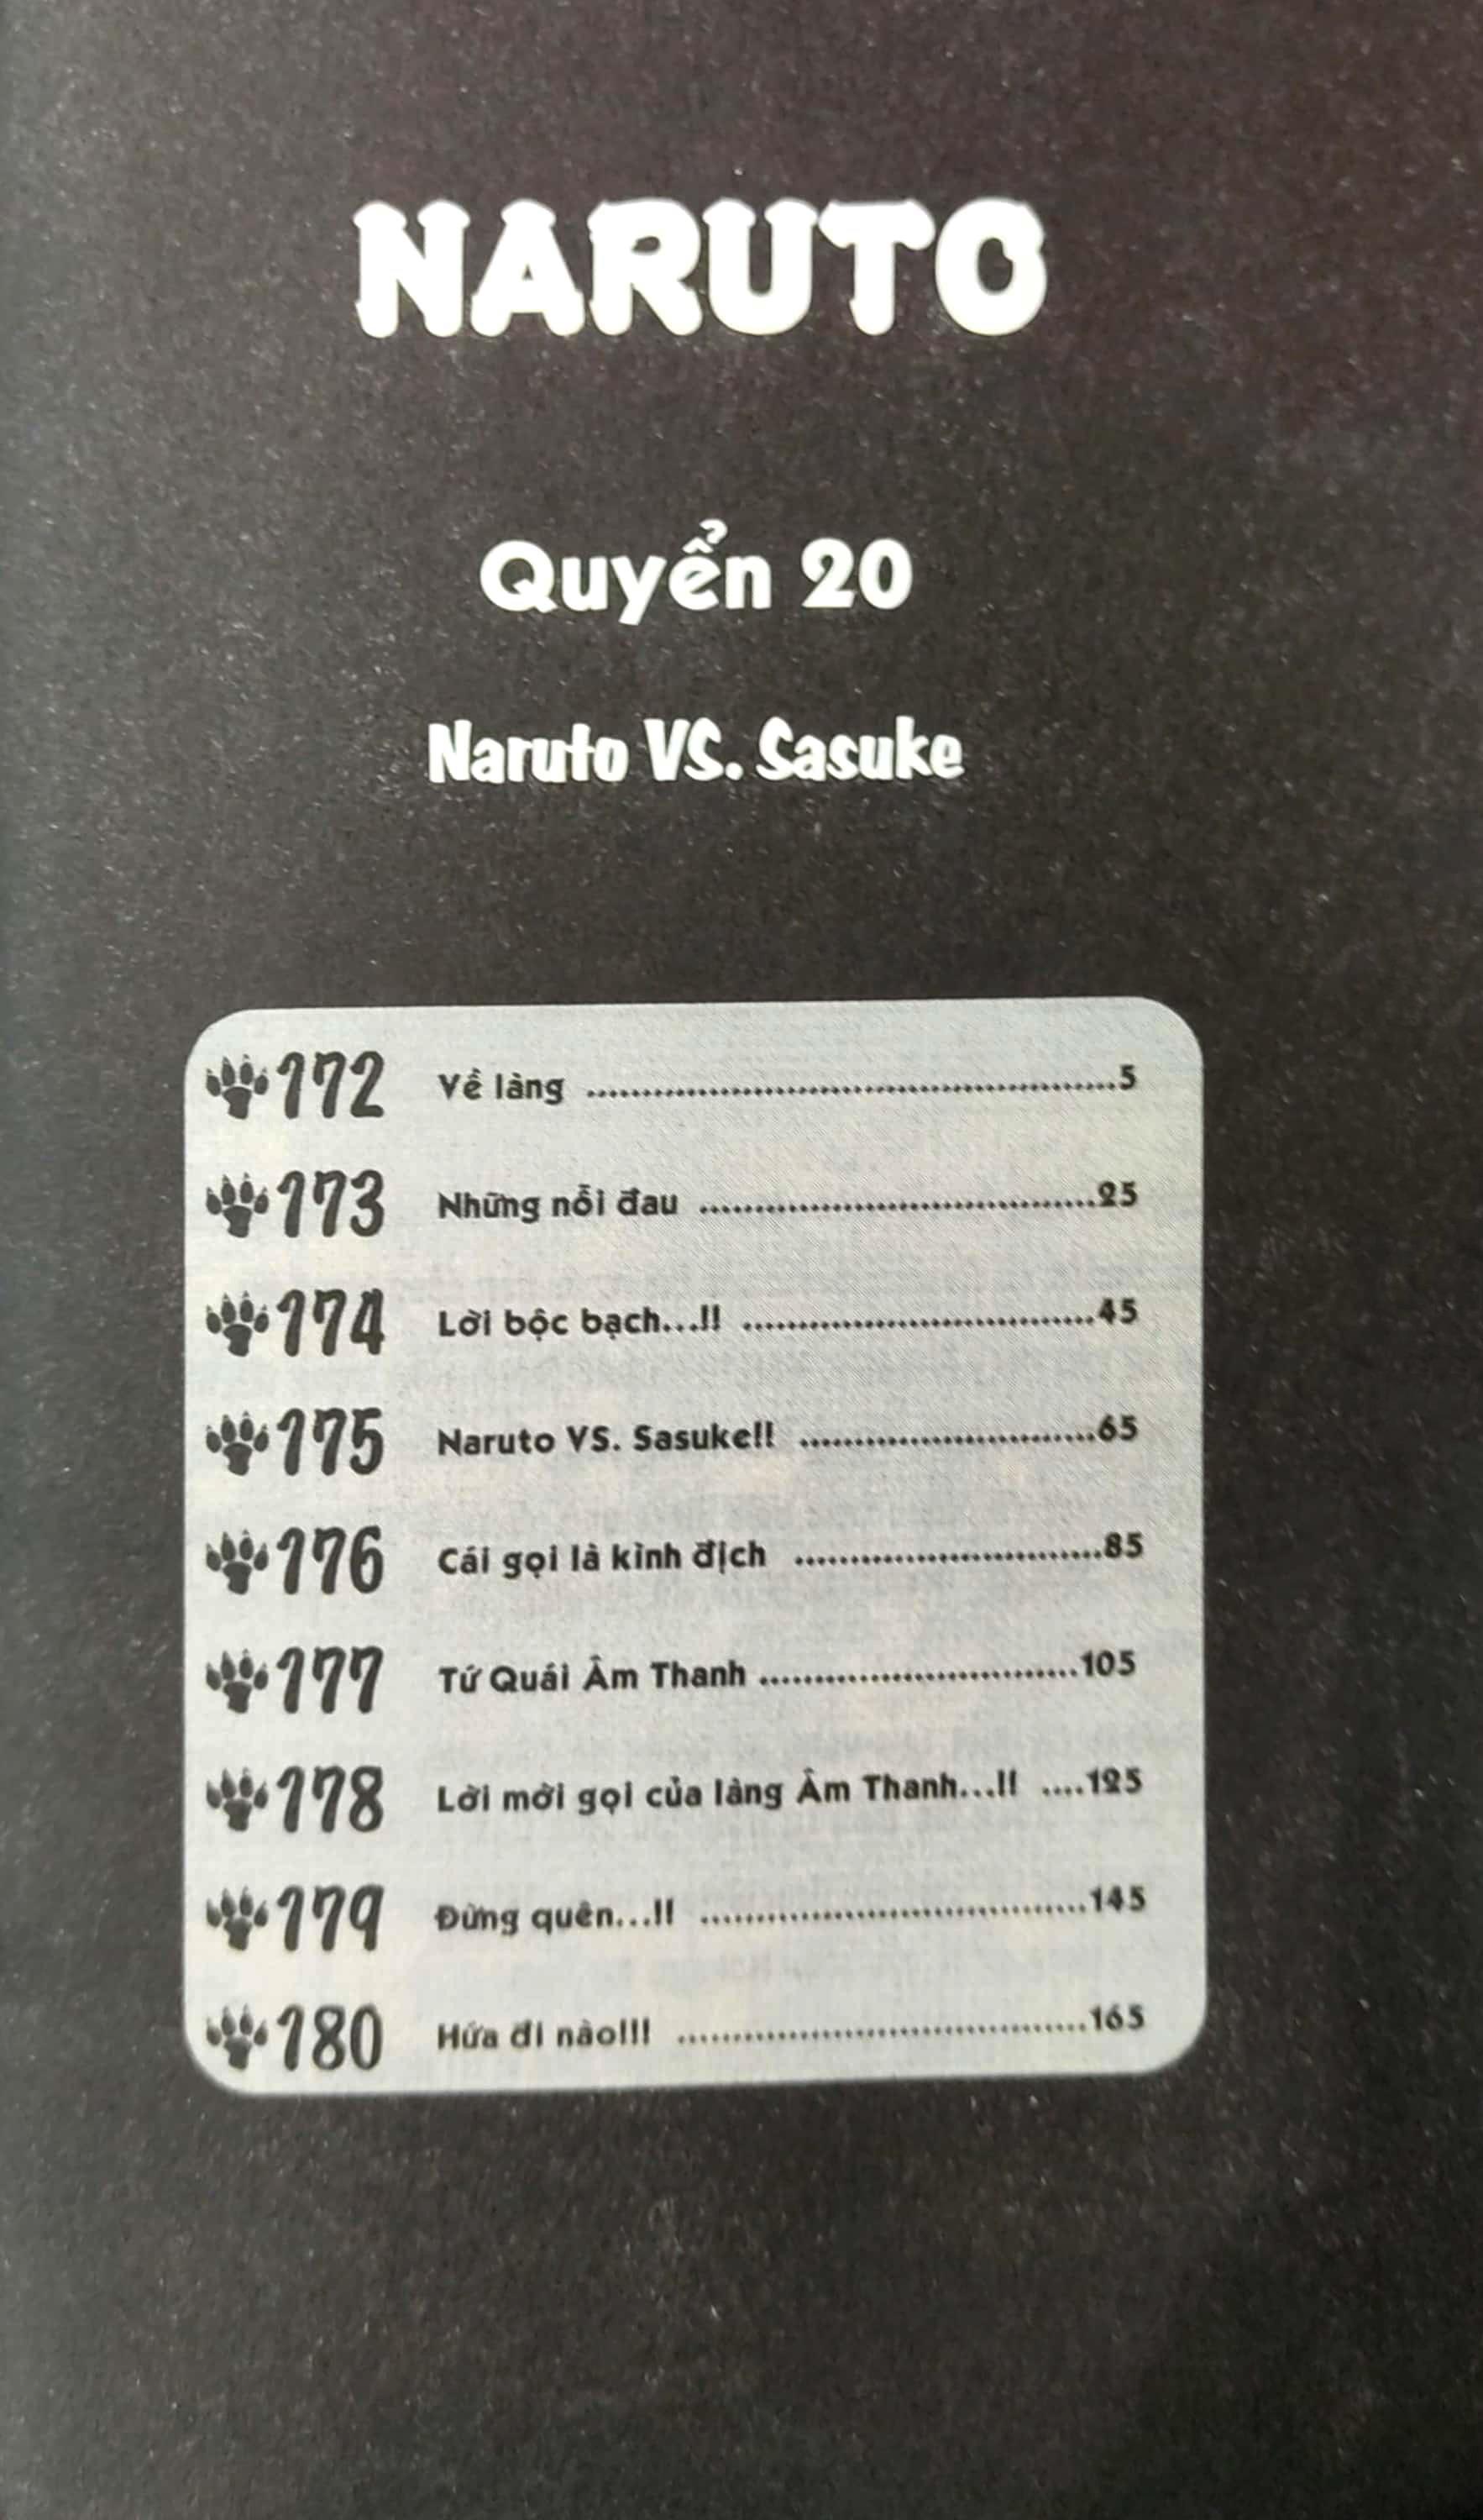 NARUTO
Quyển 20
Naruto VS. Sasuke
172 Về làng ........................................................5
173 Những nỗi đau ..........................................25
174 Lời bộc bạch...!! .....................................45
175 Naruto VS. Sasuke!! ...............................65
176 Cái gọi là kình địch ................................85
177 Tứ Quái Âm Thanh .................................105
178 Lời mời gọi của làng Âm Thanh...!! ....125
179 Đừng quên...!! ........................................145
180 Hứa đi nào!!! ...........................................165